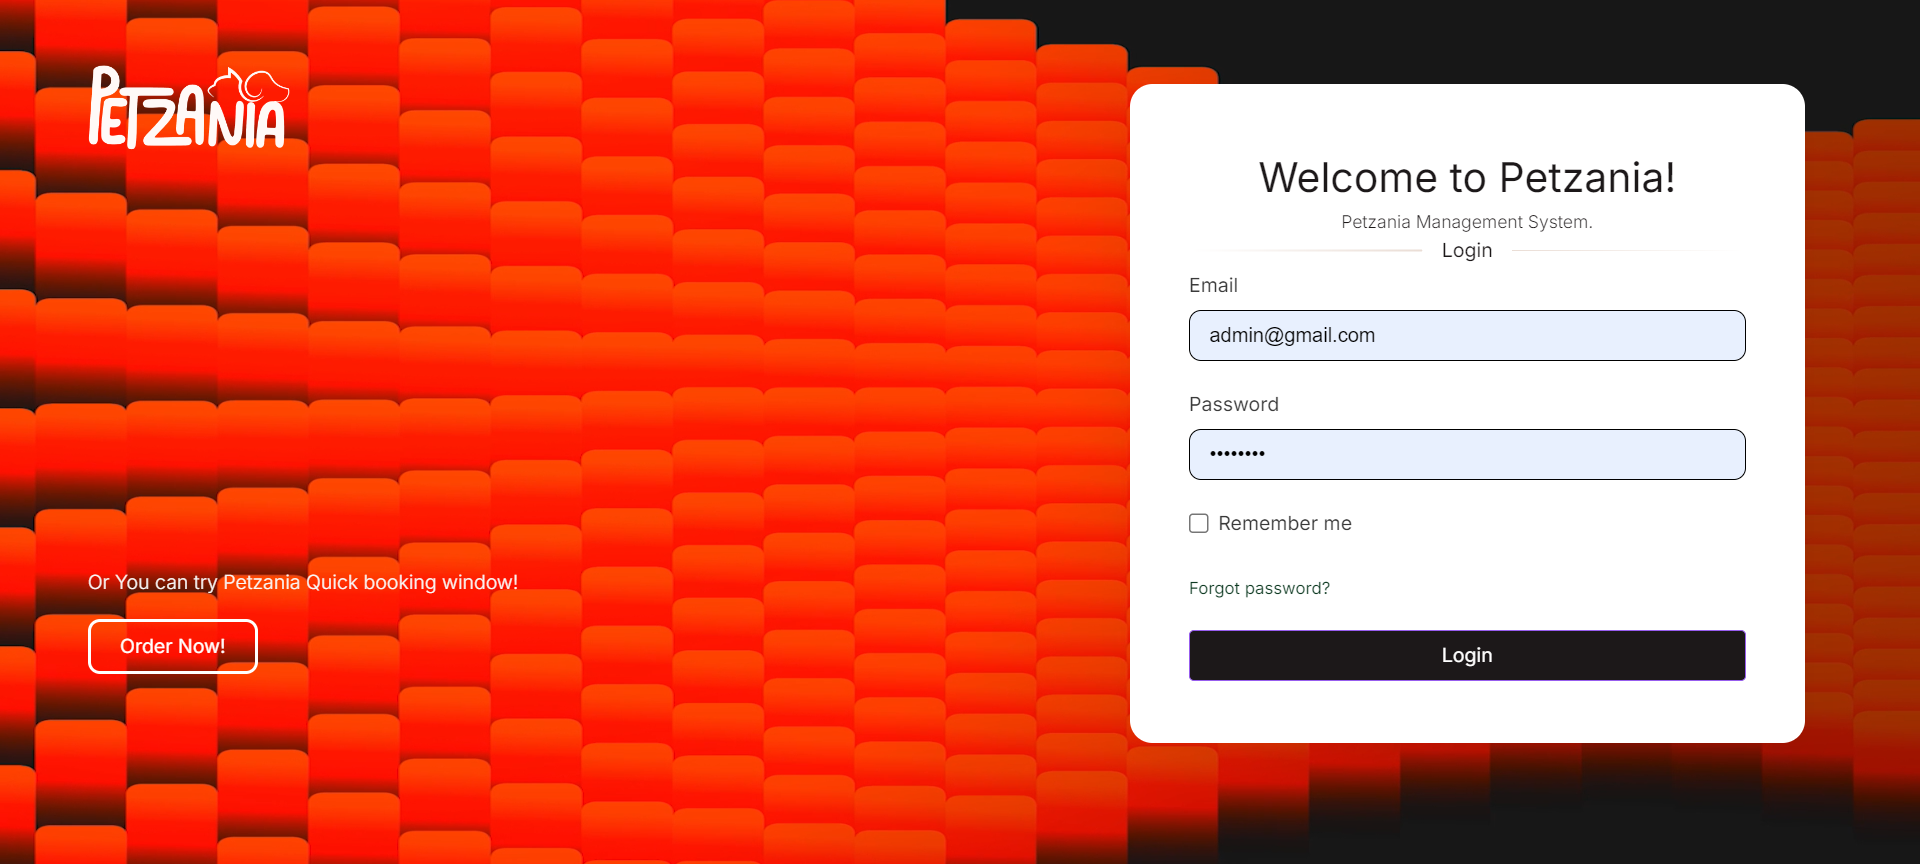 PETZANIA
Or You can try Petzania Quick booking window!
Order Now!
Welcome to Petzania!
Petzania Management System.
Login
Email
admin@gmail.com
Password
••••••••
Remember me
Forgot password?
Login